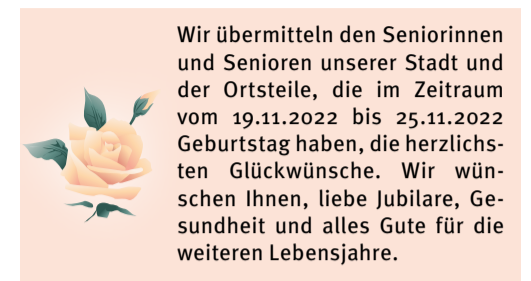 Wir übermitteln den Seniorinnen
und Senioren unserer Stadt und
der Ortsteile, die im Zeitraum
vom 19.11.2022 bis 25.11.2022
Geburtstag haben, die herzlichs-
ten Glückwünsche. Wir wün-
schen Ihnen, liebe Jubilare, Ge-
sundheit und alles Gute für die
weiteren Lebensjahre.